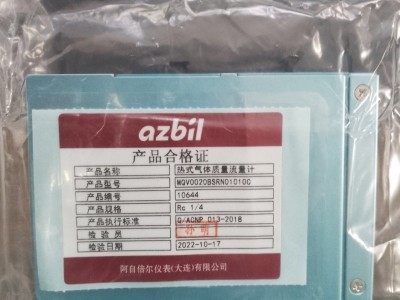 azbil
产品合格证
产品名称 热式气体质量流量计
产品型号 MQV0020BSRN01010C
产品编号 10644
产品规格 Rc 1/4
产品执行标准 Q/ACNP 013-2018
检验员
检验日期 2022-10-17
阿自倍尔仪表(大连)有限公司